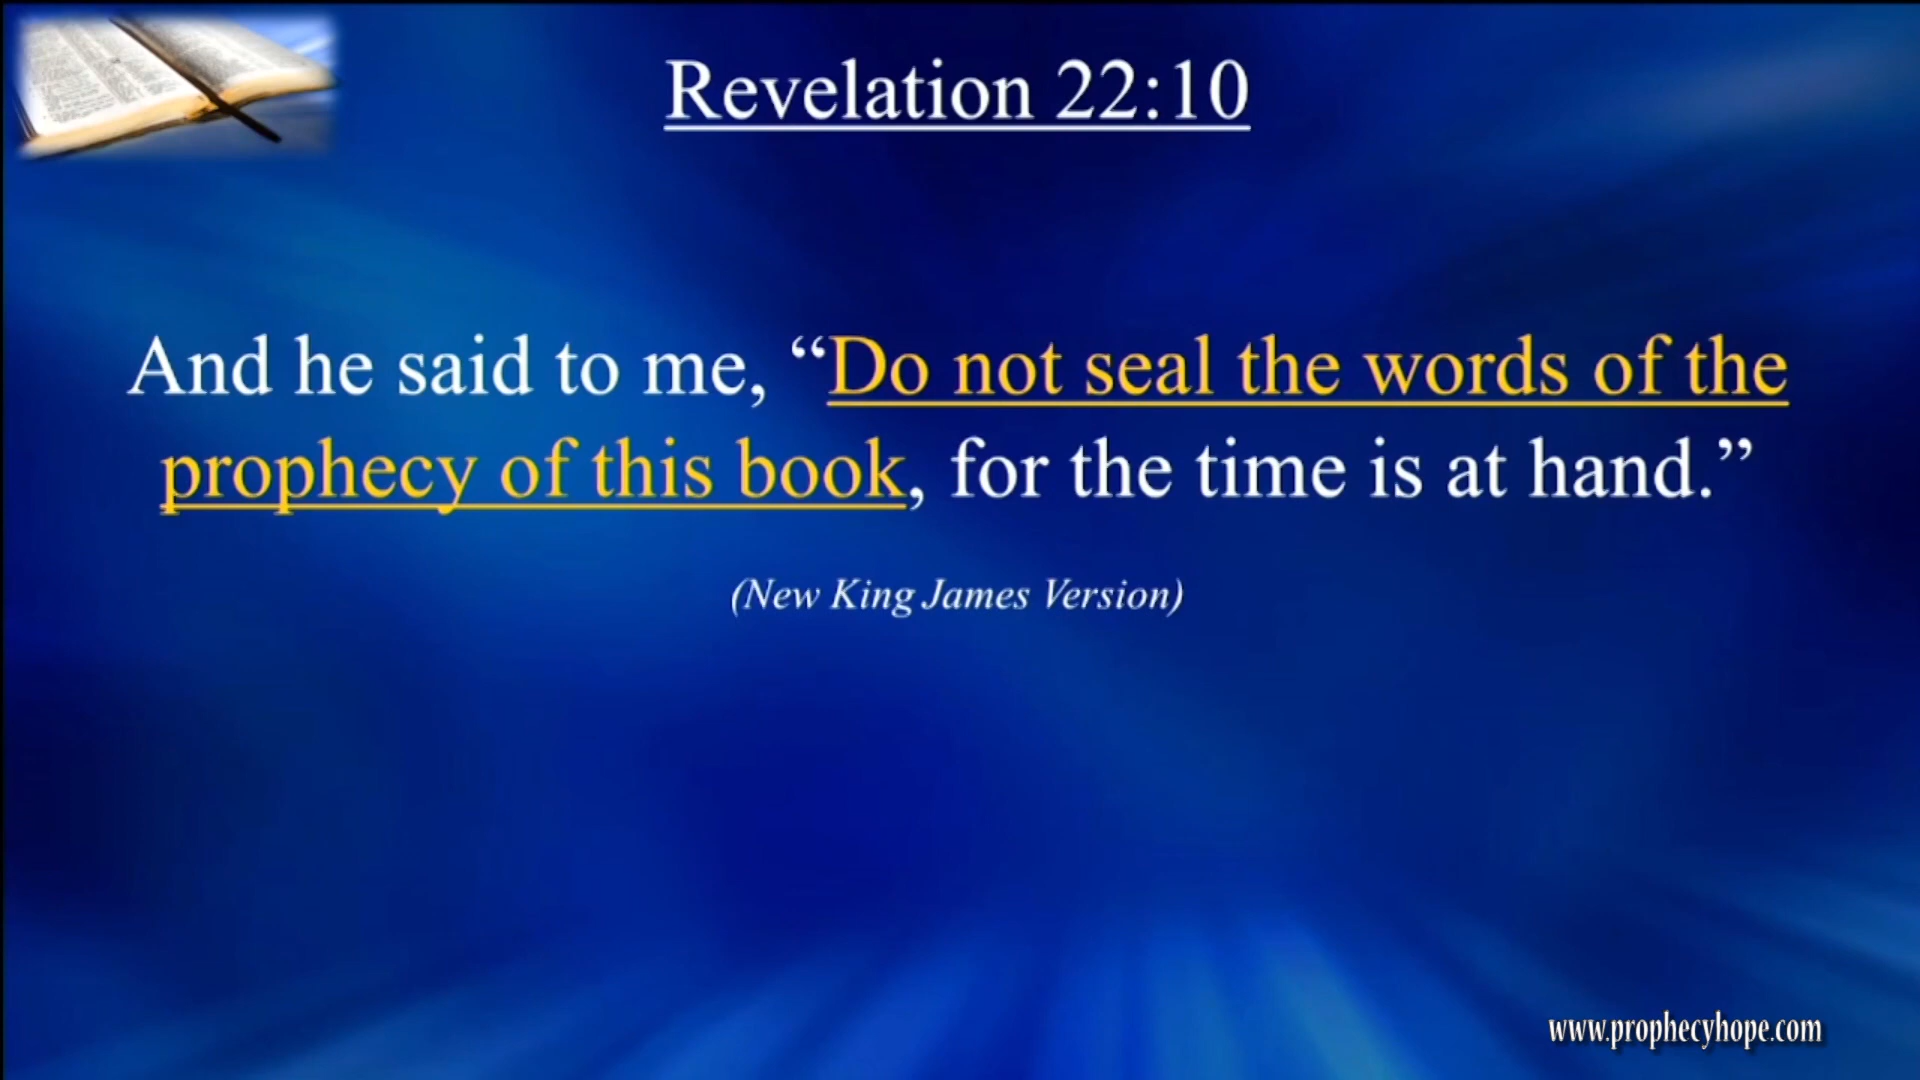 Revelation 22:10
And he said to me, “Do not seal the words of the
prophecy of this book, for the time is at hand.”
(New King James Version)
www.prophecyhope.com